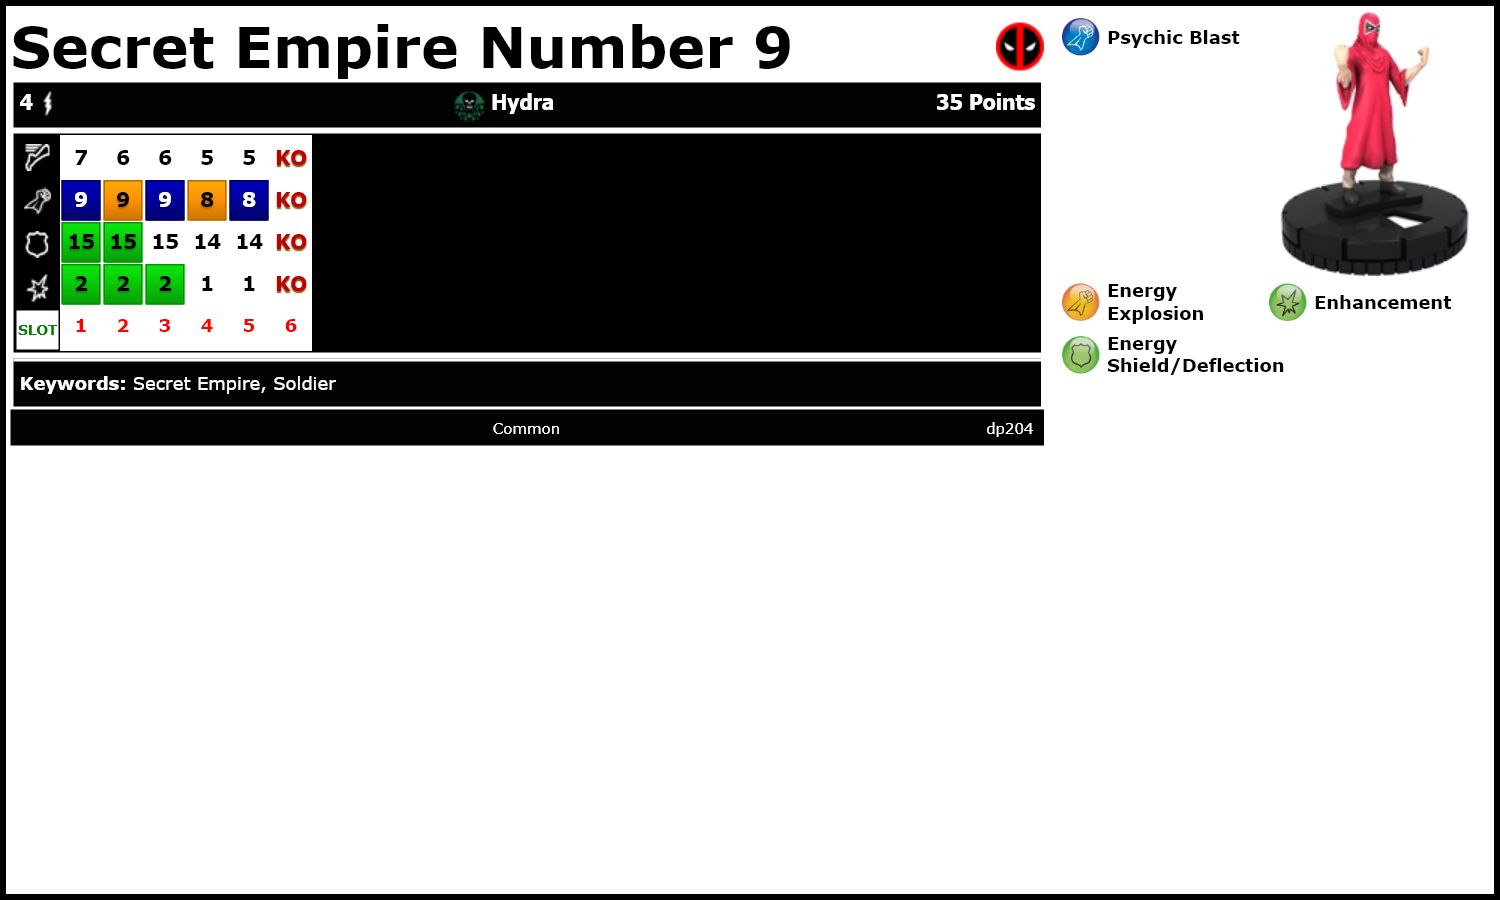 Secret Empire Number 9
4 Hydra 35 Points
7 6 6 5 5 KO
9 9 9 8 8 KO
15 15 15 14 14 KO
2 2 2 1 1 KO
SLOT 1 2 3 4 5 6
Keywords: Secret Empire, Soldier
Common dp204
Psychic Blast
Energy
Explosion
Enhancement
Energy
Shield/Deflection